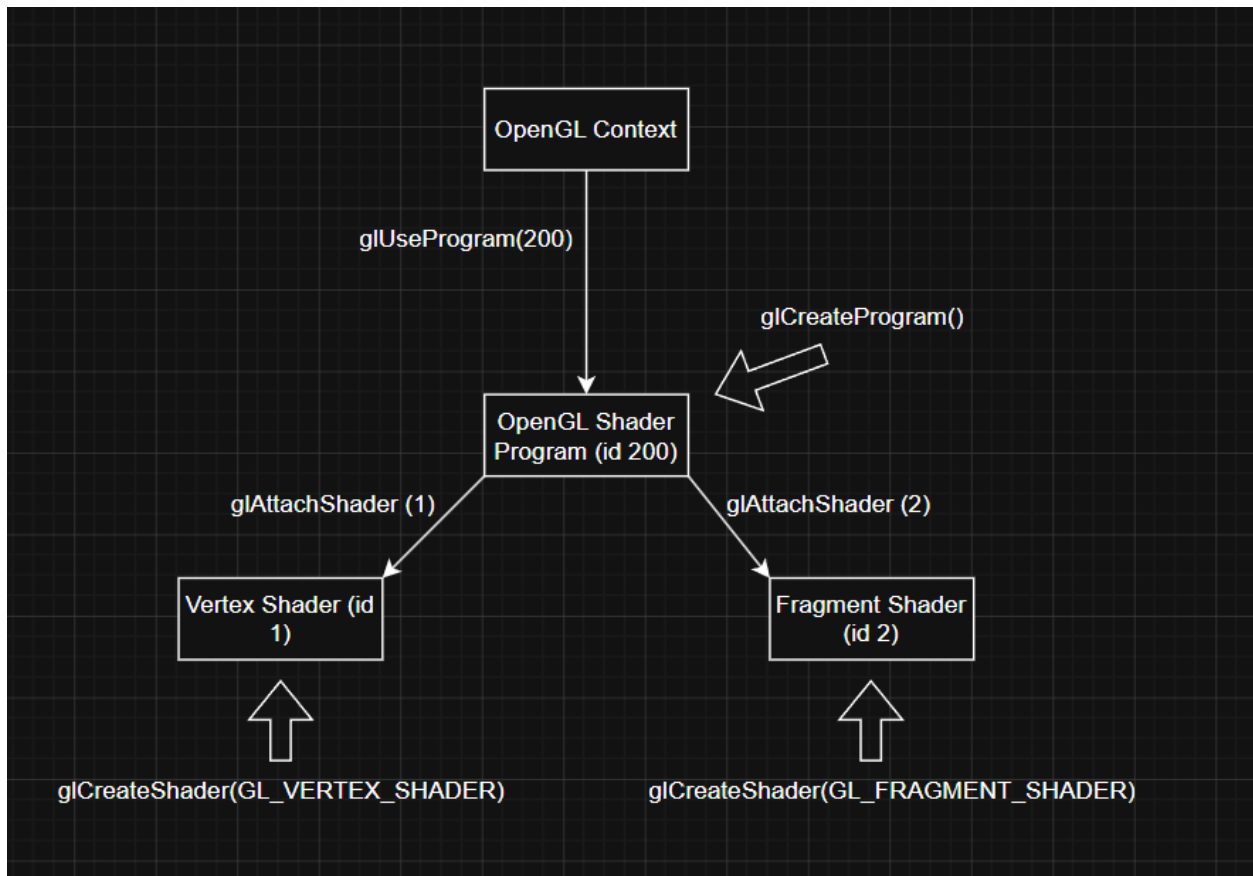 OpenGL Context
glUseProgram(200)
glCreateProgram()
OpenGL Shader
Program (id 200)
glAttachShader (1)
glAttachShader (2)
Vertex Shader (id
1)
Fragment Shader
(id 2)
glCreateShader(GL_VERTEX_SHADER)
glCreateShader(GL_FRAGMENT_SHADER)